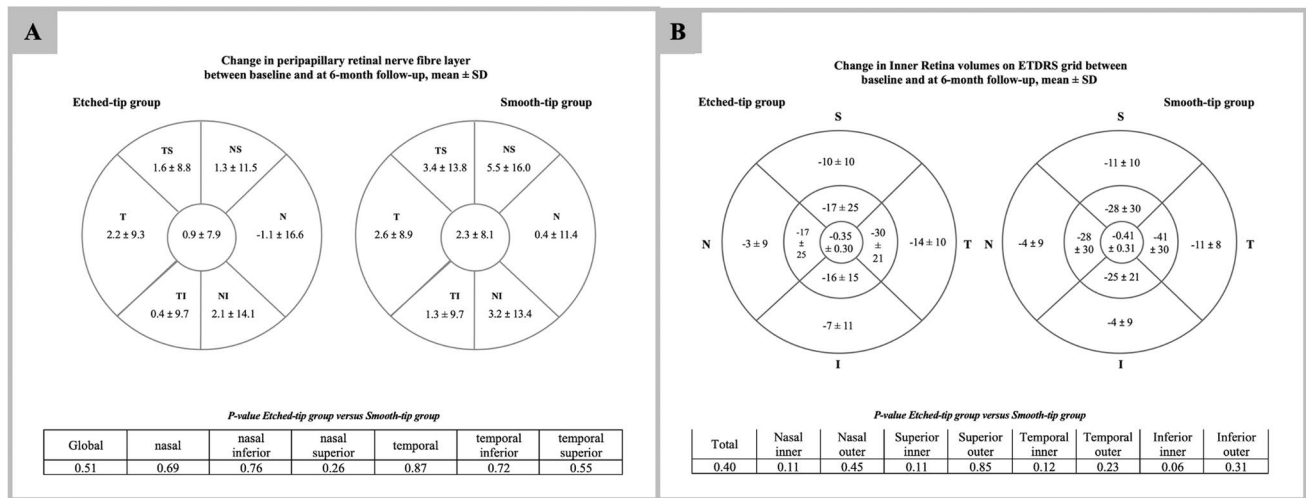 A
Change in peripapillary retinal nerve fibre layer
between baseline and at 6-month follow-up, mean ± SD
Etched-tip group
Smooth-tip group
TS
1.6 ± 8.8
NS
1.3 ± 11.5
T
2.2 ± 9.3
0.9 ± 7.9
N
-1.1 ± 16.6
TI
0.4 ± 9.7
NI
2.1 ± 14.1
TS
3.4 ± 13.8
NS
5.5 ± 16.0
T
2.6 ± 8.9
2.3 ± 8.1
N
0.4 ± 11.4
TI
1.3 ± 9.7
NI
3.2 ± 13.4
P-value Etched-tip group versus Smooth-tip group
Global
nasal
nasal
inferior
nasal
superior
temporal
temporal
inferior
temporal
superior
0.51 0.69 0.76 0.26 0.87 0.72 0.55
B
Change in Inner Retina volumes on ETDRS grid between
baseline and at 6-month follow-up, mean ± SD
Etched-tip group
Smooth-tip group
S
-10 ± 10
-17 ± 25
N
-3 ± 9
-17
±
25
-0.35
± 0.30
-30
±
21
-14 ± 10
T
-16 ± 15
-7 ± 11
I
S
-11 ± 10
-28 ± 30
N
-4 ± 9
-28
± 30
-0.41
± 0.31
-41
± 30
-11 ± 8
T
-25 ± 21
-4 ± 9
I
P-value Etched-tip group versus Smooth-tip group
Total
Nasal
inner
Nasal
outer
Superior
inner
Superior
outer
Temporal
inner
Temporal
outer
Inferior
inner
Inferior
outer
0.40 0.11 0.45 0.11 0.85 0.12 0.23 0.06 0.31